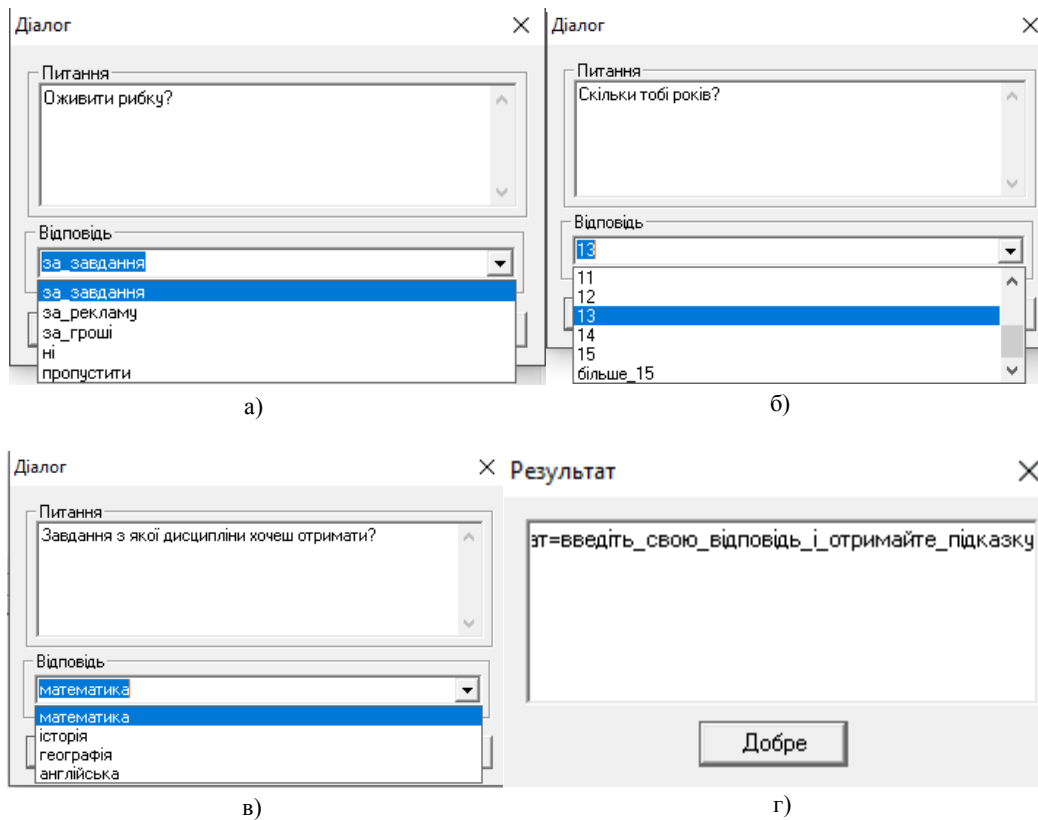 Діалог
Питання
Оживити рибку?
Відповідь
за_завдання
за_завдання
за_рекламу
за_гроші
ні
пропустити
а)
Діалог
Питання
Скільки тобі років?
Відповідь
13
11
12
13
14
15
більше_15
б)
Діалог
Питання
Завдання з якої дисципліни хочеш отримати?
Відповідь
математика
математика
історія
географія
англійська
в)
Результат
ат=введіть_свою_відповідь_і_отримайте_підказку
Добре
г)